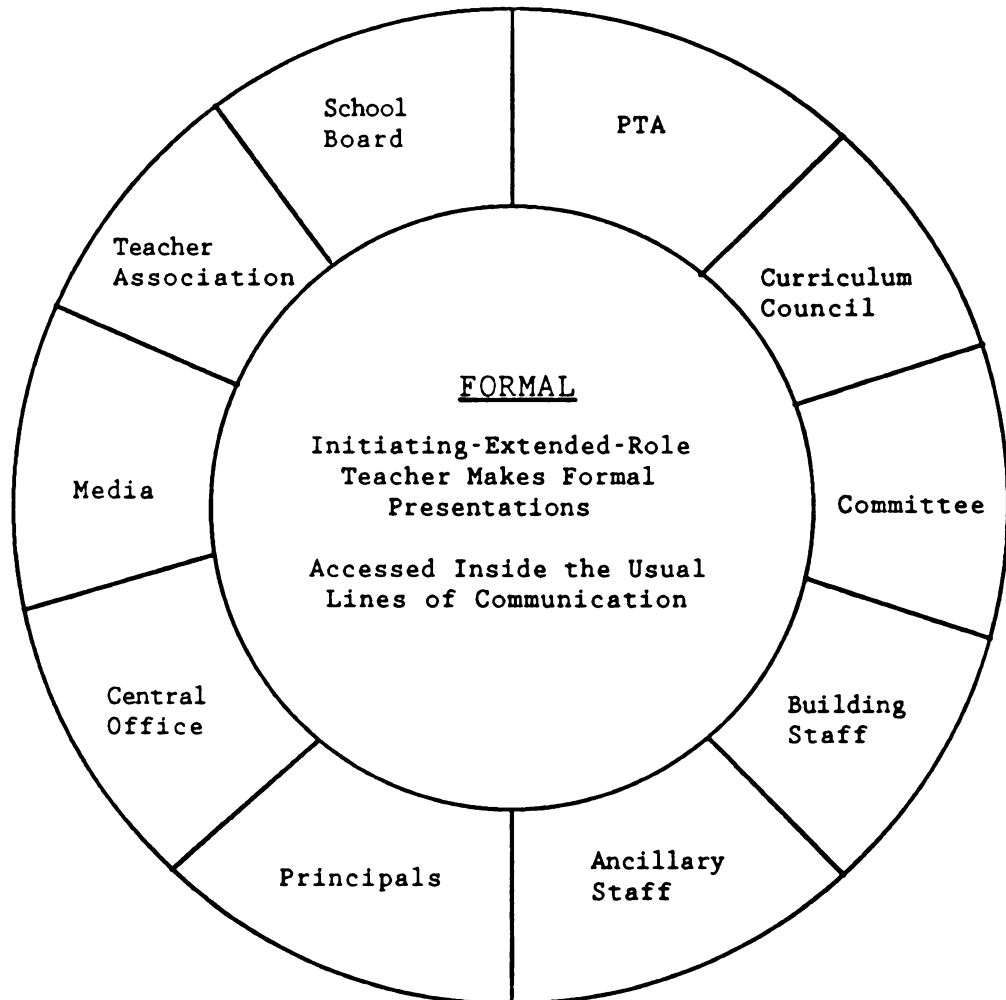 School
Board
PTA
Curriculum
Council
Committee
Building
Staff
Ancillary
Staff
Principals
Central
Office
Media
Teacher
Association
FORMAL
Initiating-Extended-Role
Teacher Makes Formal
Presentations
Accessed Inside the Usual
Lines of Communication